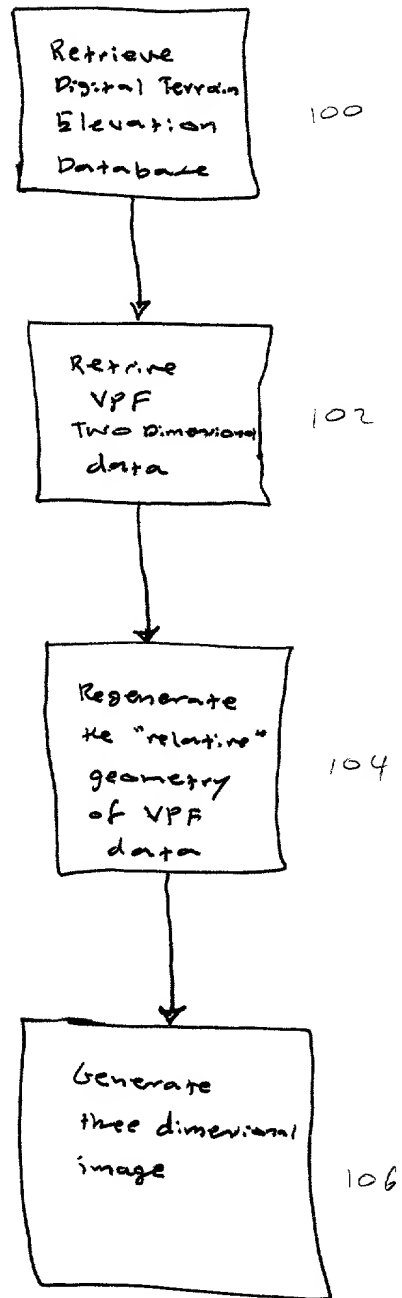 Retrieve
Digital Terrain
Elevation
Database
100
Retrieve
VPF
Two Dimensional
data
102
Regenerate
the "relative"
geometry
of VPF
data
104
Generate
three dimensional
image
106